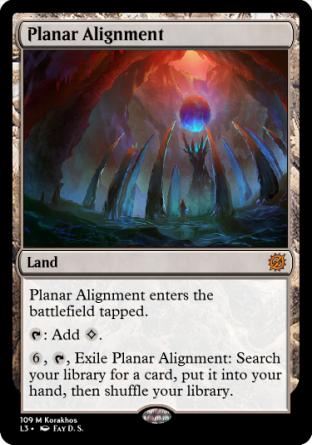 Planar Alignment
Land
Planar Alignment enters the
battlefield tapped.
: Add .
6, , Exile Planar Alignment: Search
your library for a card, put it into your
hand, then shuffle your library.
109 M Korakhos
L3 • Fay D. S.